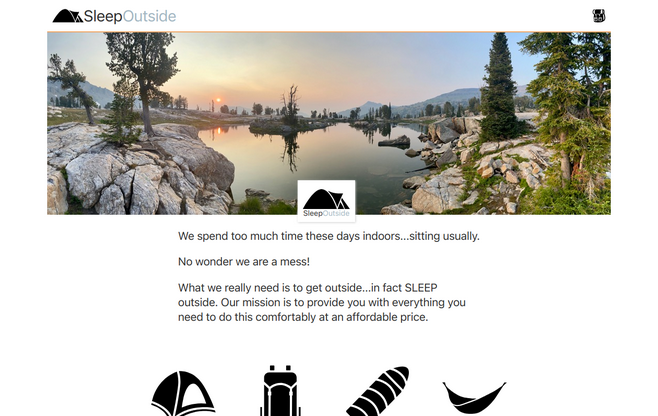 SleepOutside
SleepOutside
We spend too much time these days indoors...sitting usually.
No wonder we are a mess!
What we really need is to get outside...in fact SLEEP
outside. Our mission is to provide you with everything you
need to do this comfortably at an affordable price.